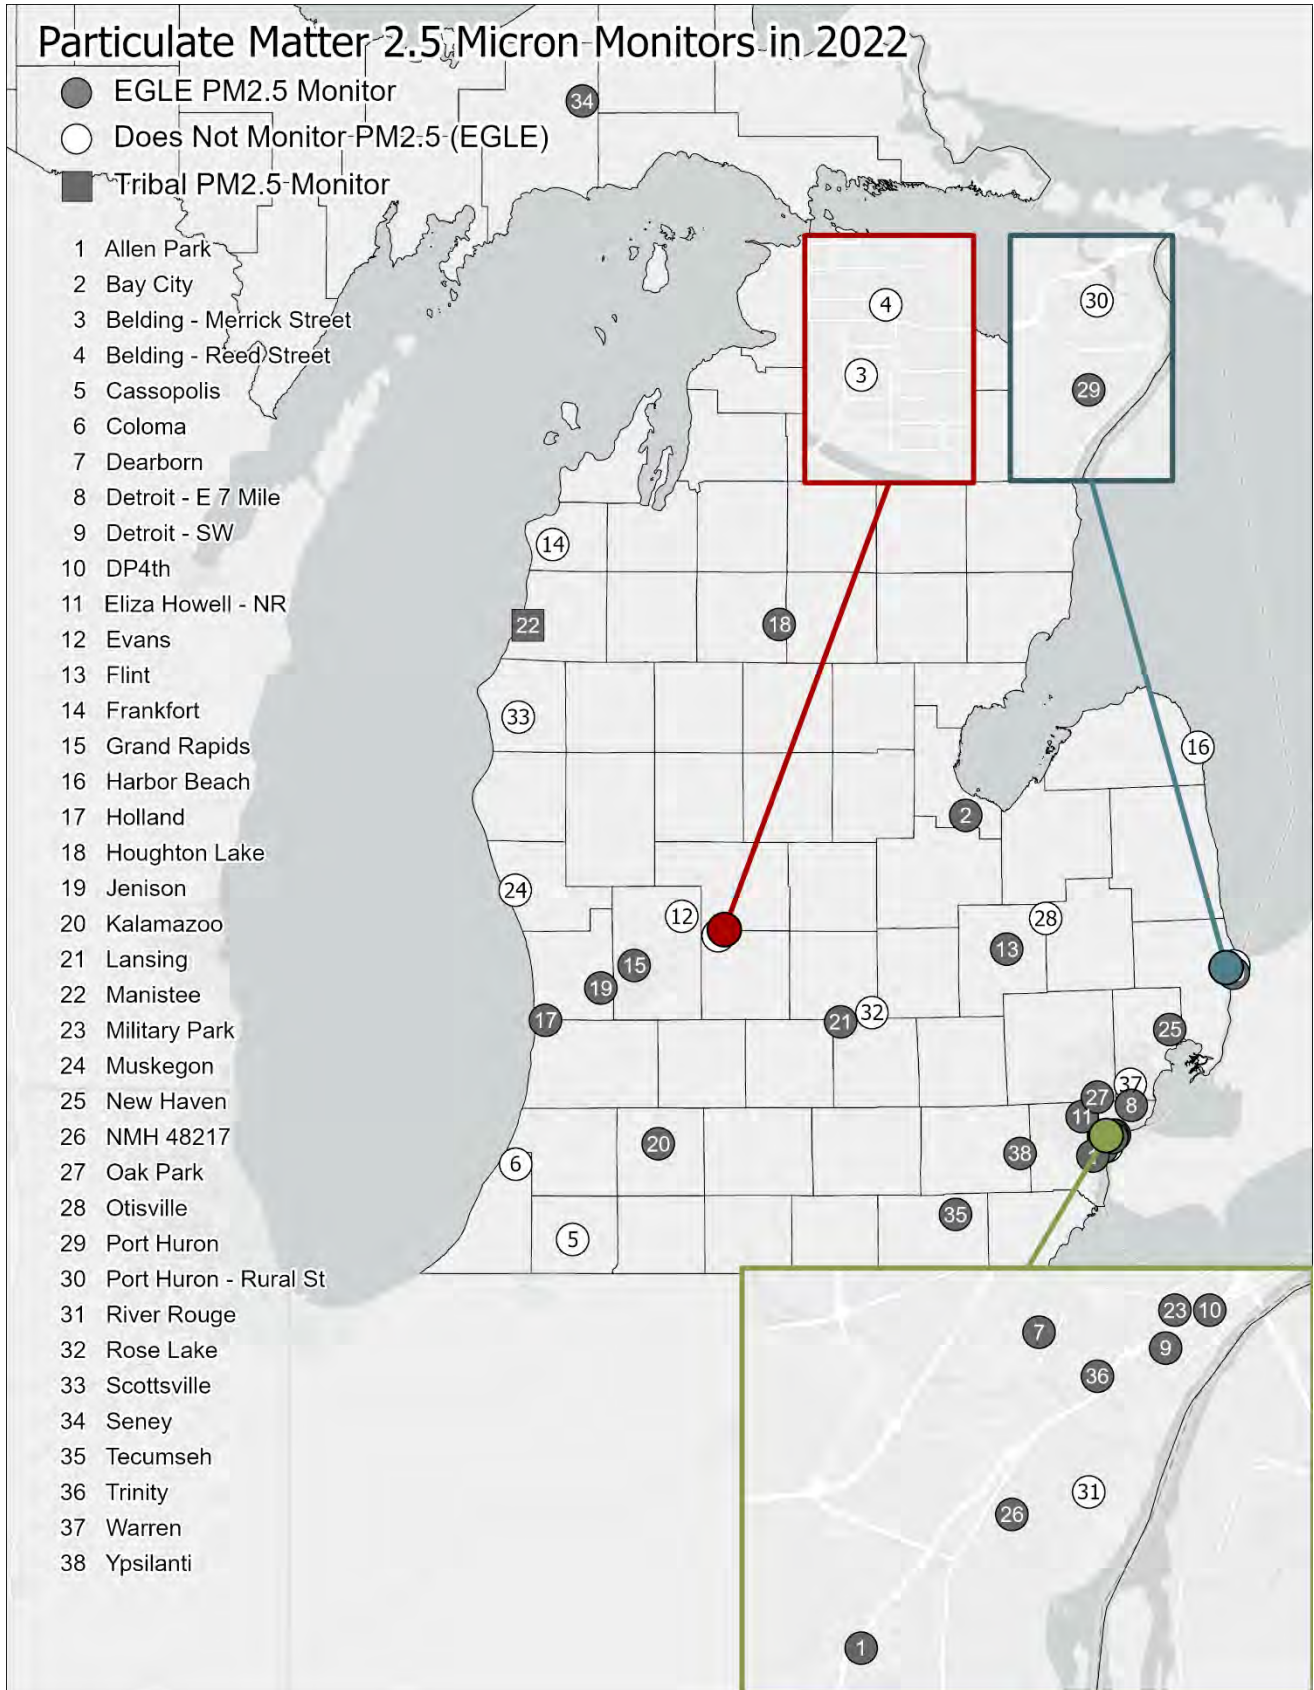 Particulate Matter 2.5 Micron Monitors in 2022
EGLE PM2.5 Monitor
Does Not Monitor PM2.5 (EGLE)
Tribal PM2.5 Monitor
1 Allen Park
2 Bay City
3 Belding - Merrick Street
4 Belding - Reed Street
5 Cassopolis
6 Coloma
7 Dearborn
8 Detroit - E 7 Mile
9 Detroit - SW
10 DP4th
11 Eliza Howell - NR
12 Evans
13 Flint
14 Frankfort
15 Grand Rapids
16 Harbor Beach
17 Holland
18 Houghton Lake
19 Jenison
20 Kalamazoo
21 Lansing
22 Manistee
23 Military Park
24 Muskegon
25 New Haven
26 NMH 48217
27 Oak Park
28 Otisville
29 Port Huron
30 Port Huron - Rural St
31 River Rouge
32 Rose Lake
33 Scottsville
34 Seney
35 Tecumseh
36 Trinity
37 Warren
38 Ypsilanti
34
4
30
3
29
14
22
18
33
16
2
24
12
28
13
15
19
17
21
32
25
37
27
8
11
20
38
1
6
35
5
23
10
7
9
36
31
26
1